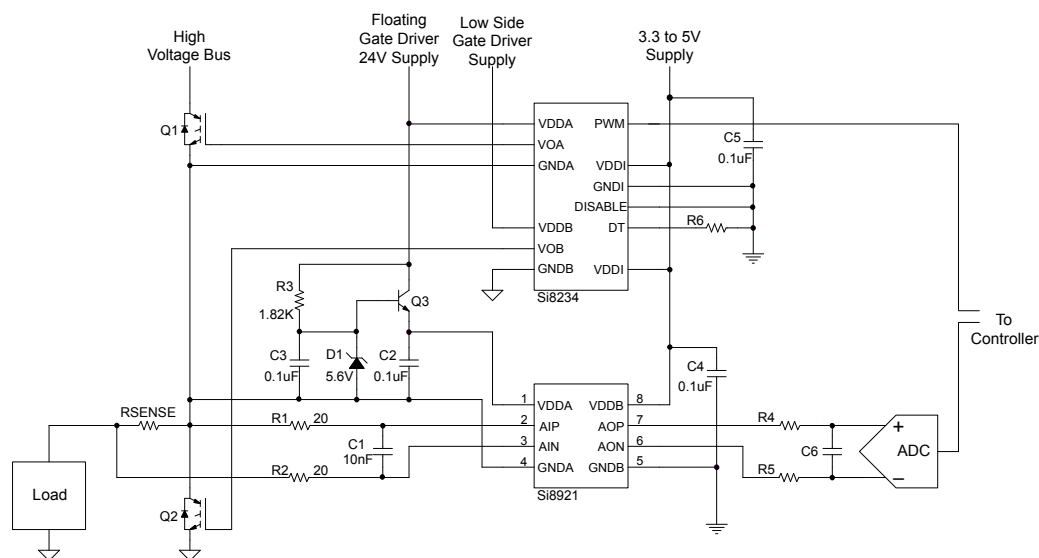 High
Voltage Bus
Floating
Gate Driver
24V Supply
Low Side
Gate Driver
Supply
3.3 to 5V
Supply
Q1
VDDA
VOA
GNDA
VDDB
VOB
GNDB
PWM
VDDI
GNDI
DISABLE
DT
VDDI
Si8234
C5
0.1uF
R6
R3
1.82K
Q3
C3
0.1uF
D1
5.6V
C2
0.1uF
C4
0.1uF
To
Controller
RSENSE
R1 20
C1
10nF
R2 20
1 VDDA
2 AIP
3 AIN
4 GNDA
VDDB 8
AOP 7
AON 6
GNDB 5
Si8921
R4
C6
R5
+
ADC
−
Load
Q2